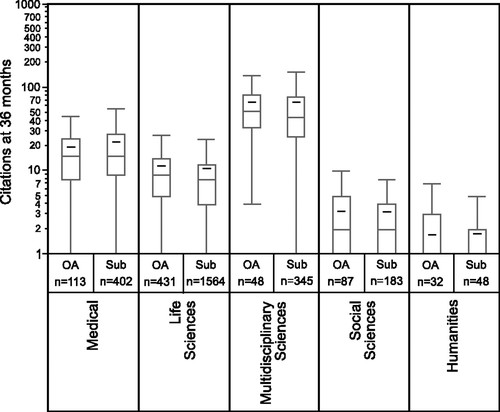 Citations at 36 months
1000
700
500
400
300
200
100
70
50
40
30
20
10
7
5
4
3
2
1
OA Sub OA Sub OA Sub OA Sub OA Sub
n=113 n=402 n=431 n=1564 n=48 n=345 n=87 n=183 n=32 n=48
Medical
Life
Sciences
Multidisciplinary
Sciences
Social
Sciences
Humanities